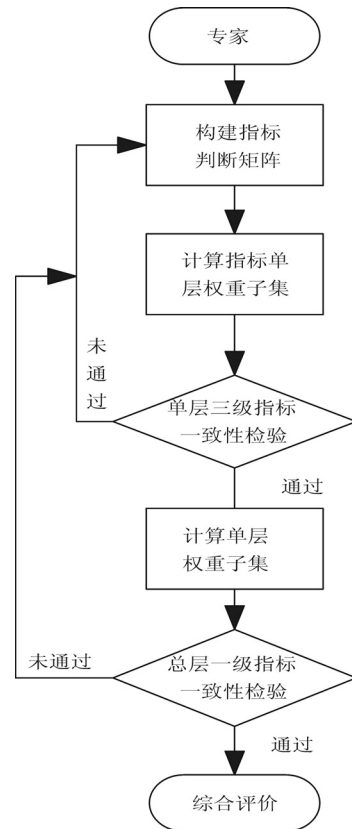 专家
构建指标
判断矩阵
计算指标单
层权重子集
未
通
过
单层三级指标
一致性检验
通过
计算单层
权重子集
未通过
总层一级指标
一致性检验
通过
综合评价